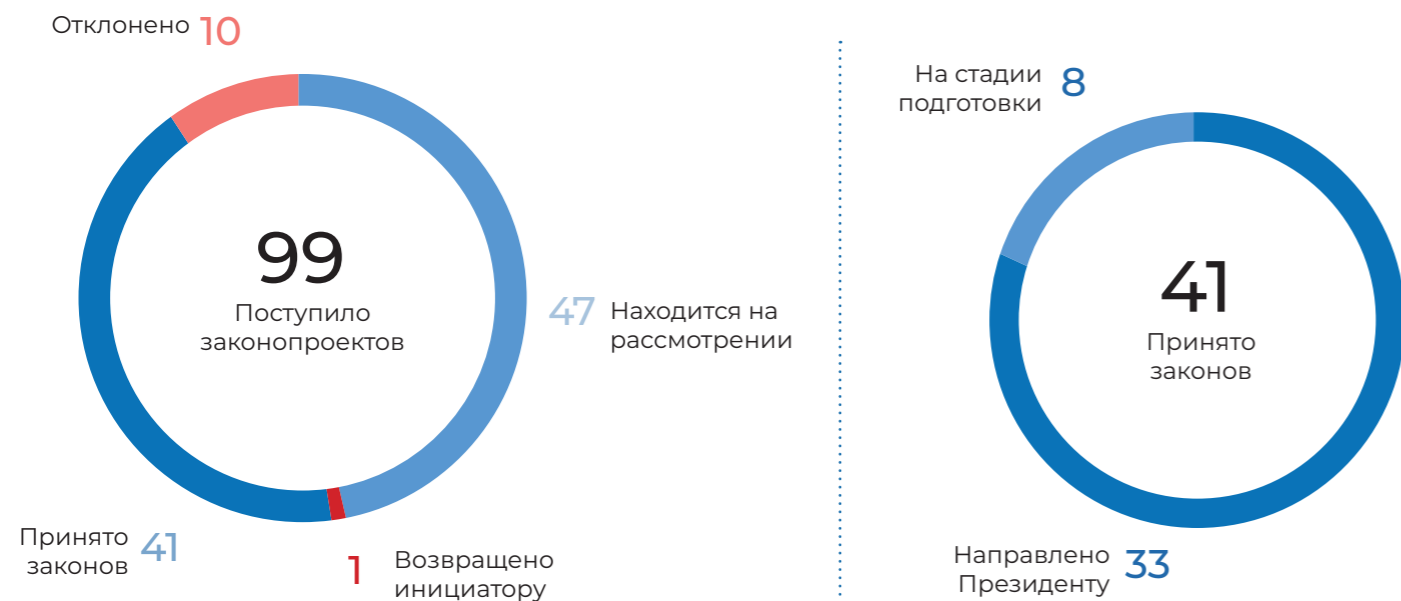 Отклонено 10
99
Поступило
законопроектов
47 Находится на
рассмотрении
Принято
законов 41
1 Возвращено
инициатору
На стадии
подготовки 8
41
Принято
законов
Направлено
Президенту 33